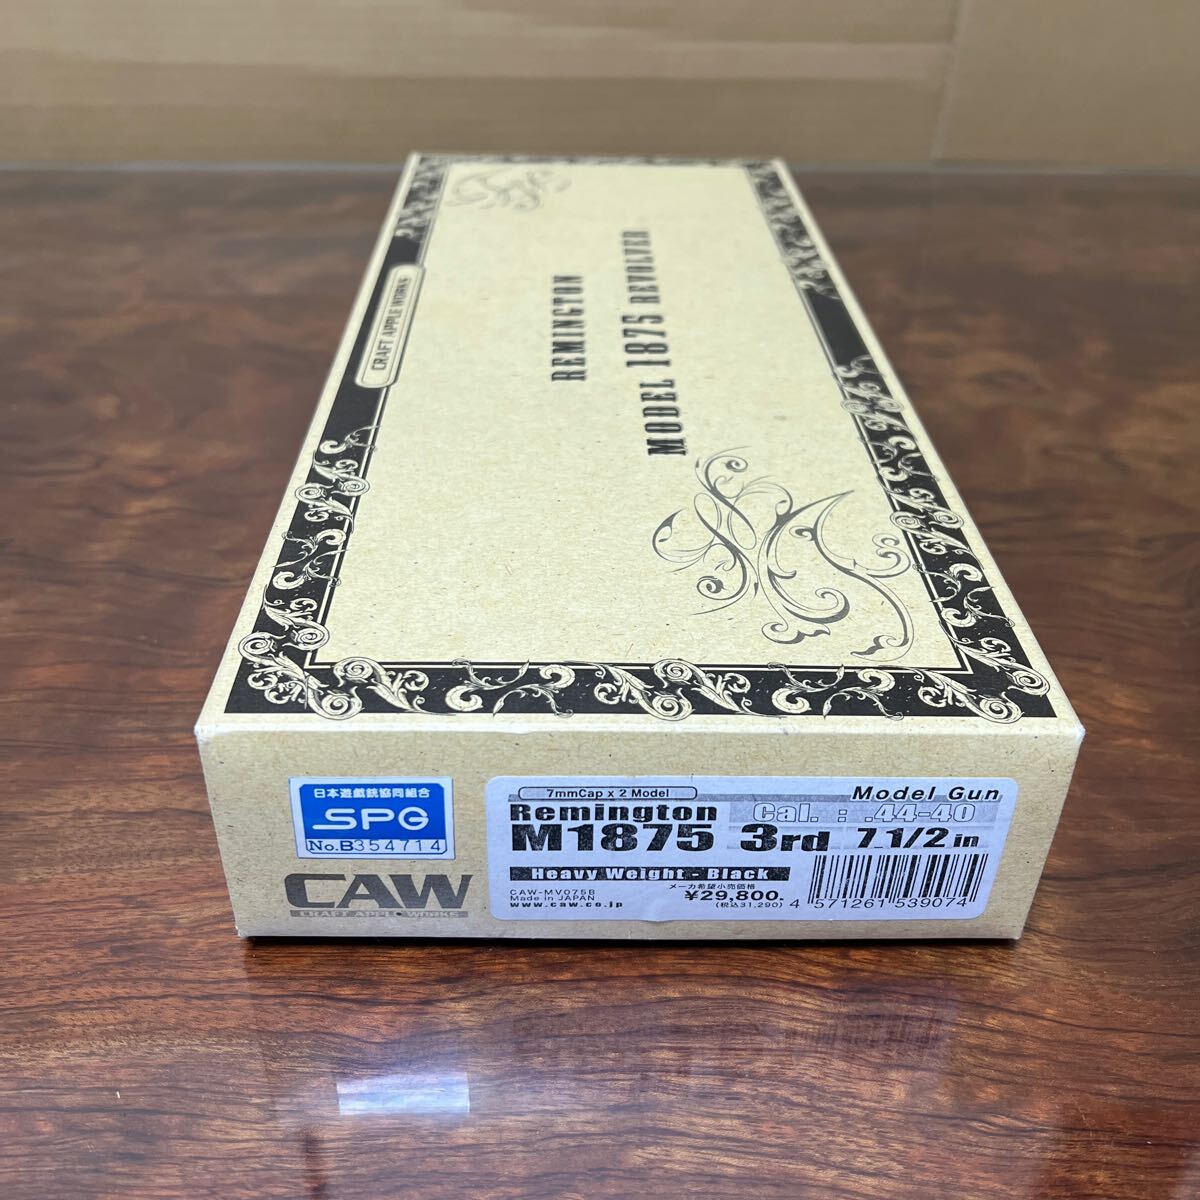 CRAFT APPLE WORKS
REMINGTON
MODEL 1875 REVOLVER
日本遊戯銃協同組合
SPG
No.B354714
CAW
CRAFT APPLE WORKS
7mmCap x 2 Model
Model Gun
Remington Cal. : .44-40
M1875 3rd 7_1/2 in
Heavy Weight - Black
CAW-MV075B
Made in JAPAN
www.caw.co.jp
メーカ希望小売価格
¥29,800.
(税込31,290)
4 571261 539074